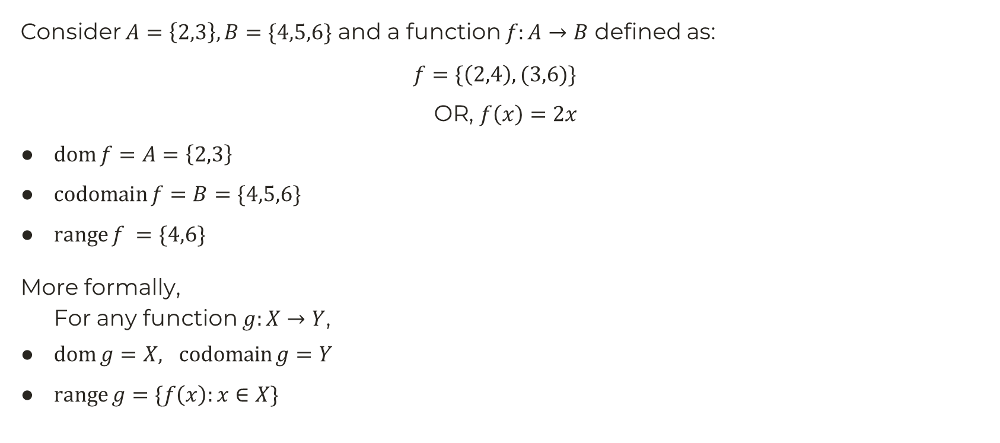 Consider A = {2,3}, B = {4,5,6} and a function f: A → B defined as:
f = {(2,4), (3,6)}
OR, f(x) = 2x
● dom f = A = {2,3}
● codomain f = B = {4,5,6}
● range f = {4,6}
More formally,
For any function g: X → Y,
● dom g = X, codomain g = Y
● range g = {f(x): x ∈ X}